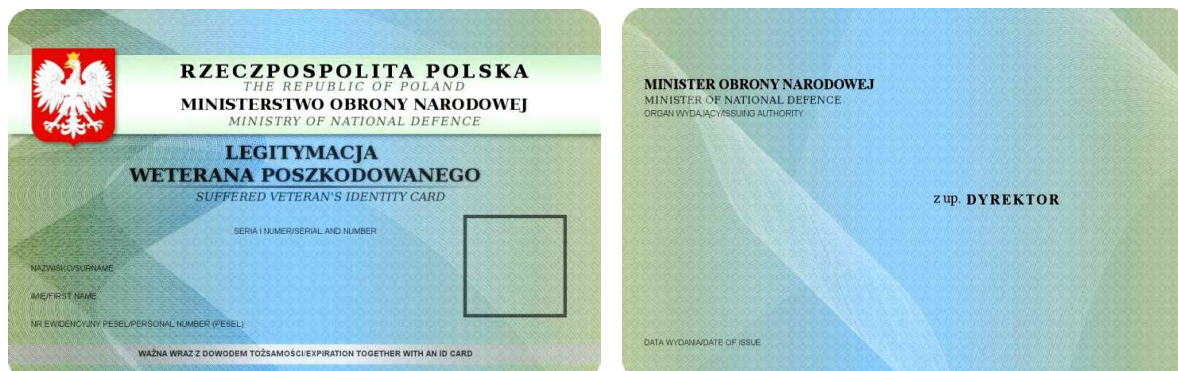 RZECZPOSPOLITA POLSKA
THE REPUBLIC OF POLAND
MINISTERSTWO OBRONY NARODOWEJ
MINISTRY OF NATIONAL DEFENCE
LEGITYMACJA
WETERANA POSZKODOWANEGO
SUFFERED VETERAN'S IDENTITY CARD
SERIA I NUMER/SERIAL AND NUMBER
NAZWISKO/SURNAME
IMIĘ/FIRST NAME
NR EWIDENCYJNY PESEL/PERSONAL NUMBER (PESEL)
WAŻNA WRAZ Z DOWODEM TOŻSAMOŚCI/EXPIRATION TOGETHER WITH AN ID CARD
MINISTER OBRONY NARODOWEJ
MINISTER OF NATIONAL DEFENCE
ORGAN WYDAJĄCY/ISSUING AUTHORITY
z up. DYREKTOR
DATA WYDANIA/DATE OF ISSUE